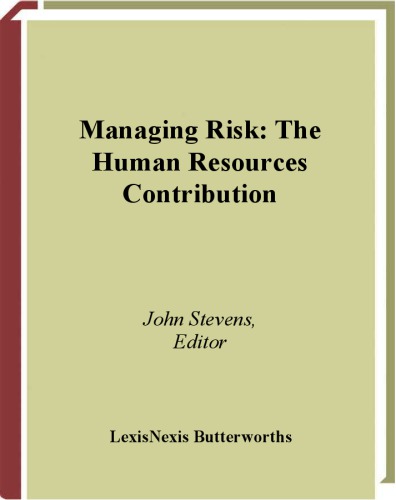 Managing Risk: The
Human Resources
Contribution
John Stevens,
Editor
LexisNexis Butterworths